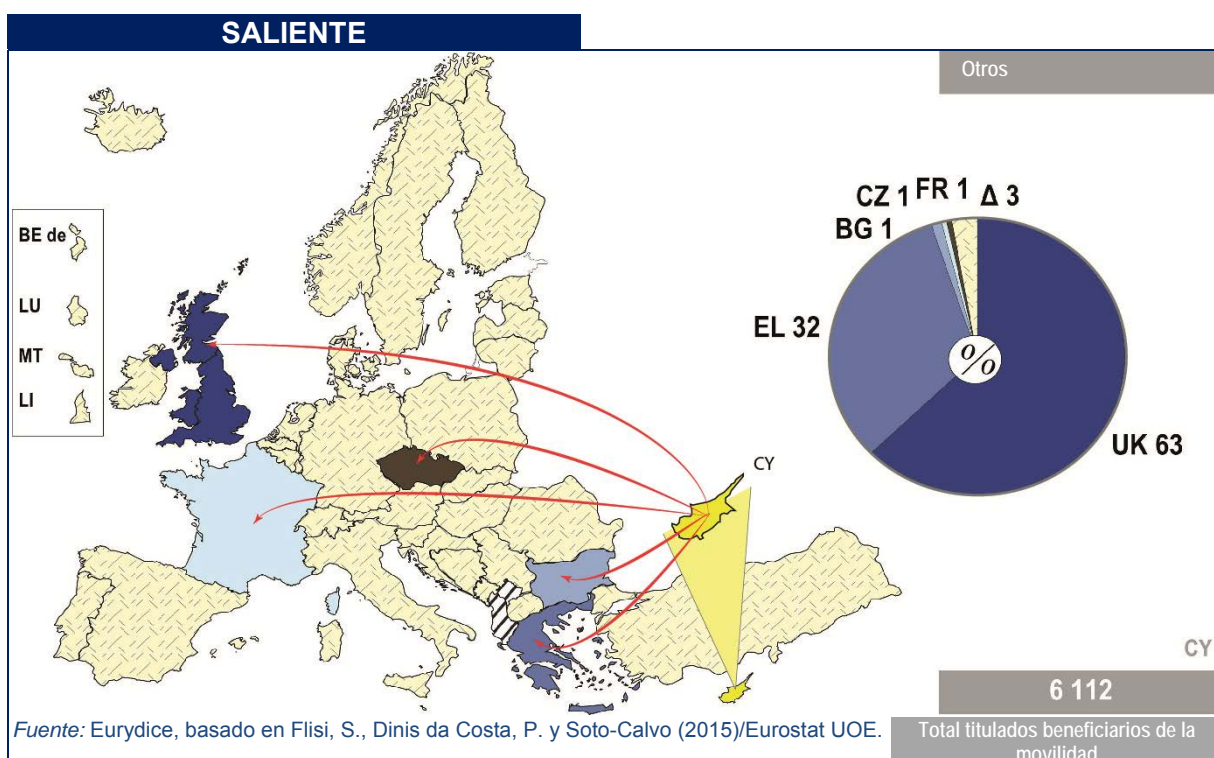 SALIENTE
Otros
BE de
LU
MT
LI
CZ 1
FR 1
Δ 3
BG 1
EL 32
%
UK 63
CY
CY
6 112
Fuente: Eurydice, basado en Flisi, S., Dinis da Costa, P. y Soto-Calvo (2015)/Eurostat UOE.
Total titulados beneficiarios de la
movilidad